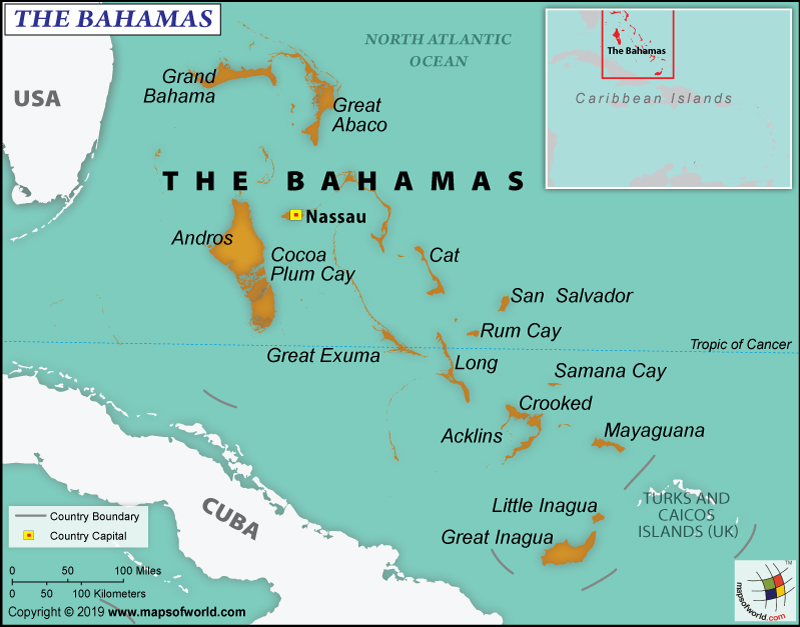 THE BAHAMAS
NORTH ATLANTIC
OCEAN
The Bahamas
Caribbean Islands
USA
Grand
Bahama
Great
Abaco
THE BAHAMAS
Nassau
Andros
Cocoa
Plum Cay
Cat
San Salvador
Rum Cay
Tropic of Cancer
Great Exuma
Long
Samana Cay
Crooked
Acklins
Mayaguana
Little Inagua
Great Inagua
TURKS AND
CAICOS
ISLANDS (UK)
CUBA
Country Boundary
Country Capital
0 50 100 Miles
0 50 100 Kilometers
Copyright © 2019 www.mapsofworld.com
mapsofworld.com
TM